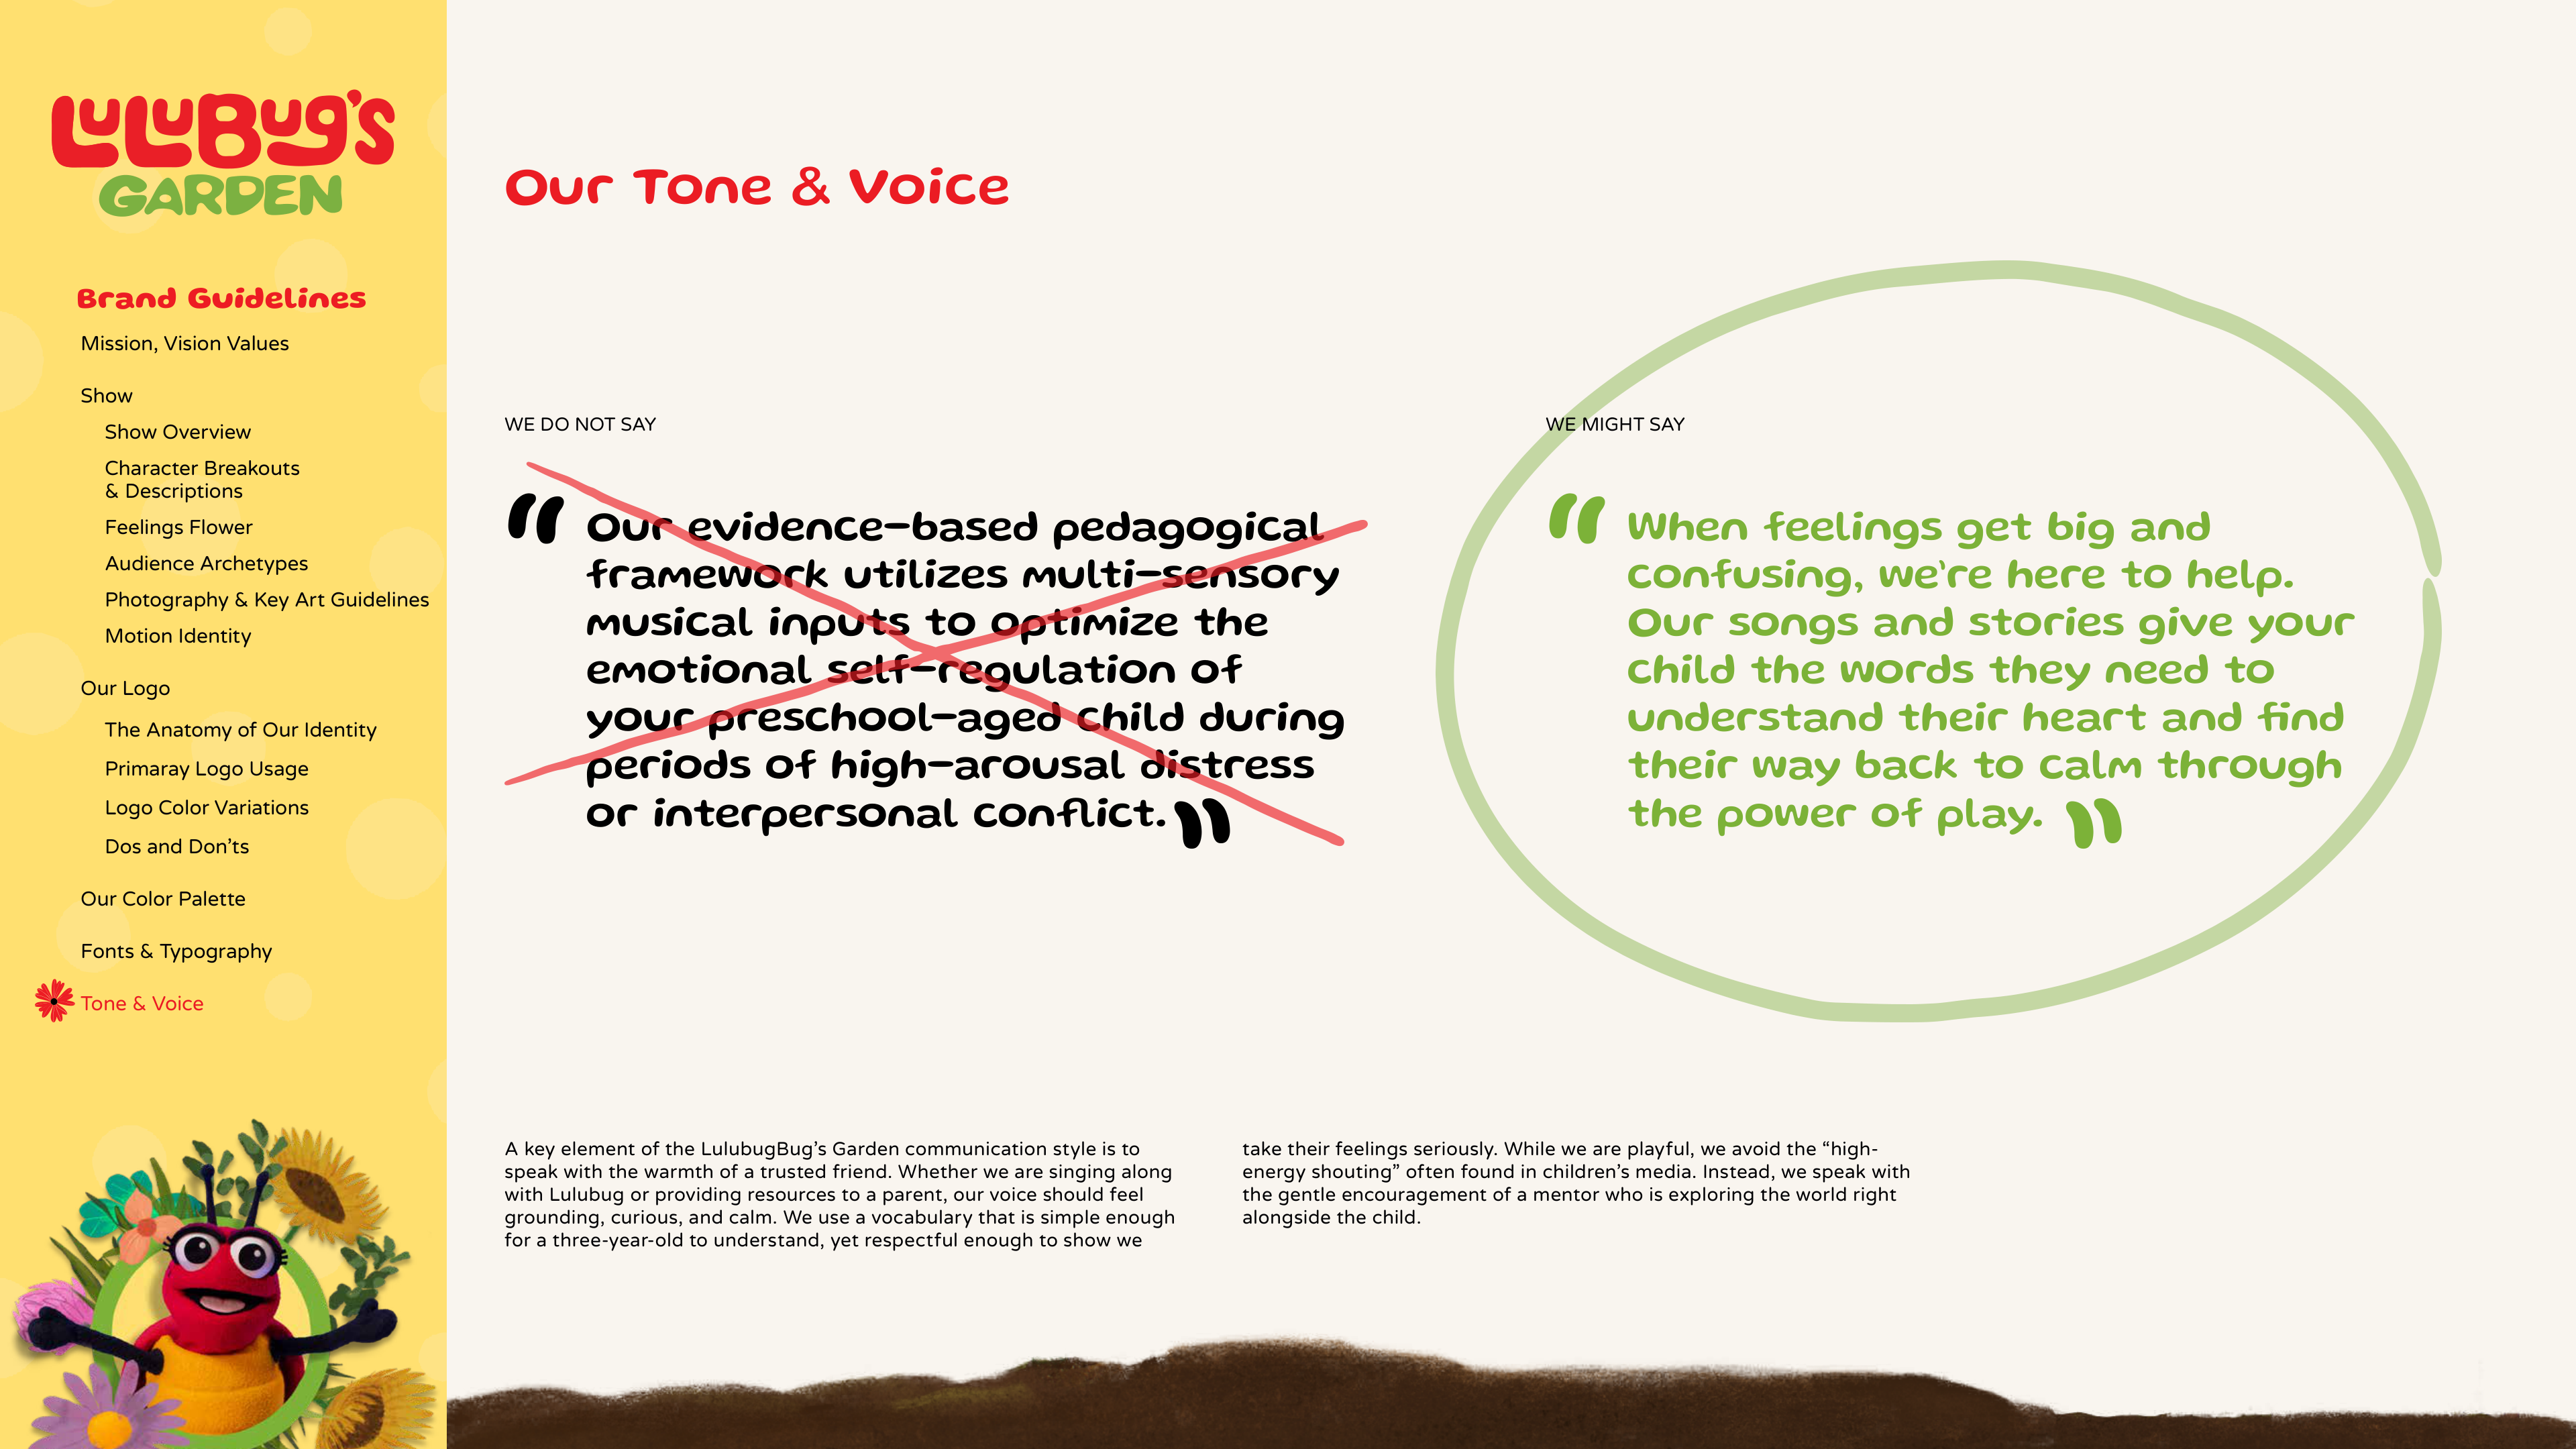 LuLuBug's
GARDEN
Brand Guidelines
Mission, Vision Values
Show
Show Overview
Character Breakouts
& Descriptions
Feelings Flower
Audience Archetypes
Photography & Key Art Guidelines
Motion Identity
Our Logo
The Anatomy of Our Identity
Primaray Logo Usage
Logo Color Variations
Dos and Don’ts
Our Color Palette
Fonts & Typography
Tone & Voice
Our Tone & Voice
WE DO NOT SAY
“Our evidence–based pedagogical
framework utilizes multi–sensory
musical inputs to optimize the
emotional self–regulation of
your preschool–aged child during
periods of high–arousal distress
or interpersonal conflict.”
WE MIGHT SAY
“When feelings get big and
confusing, we're here to help.
Our songs and stories give your
child the words they need to
understand their heart and find
their way back to calm through
the power of play. ”
A key element of the LulubugBug’s Garden communication style is to
speak with the warmth of a trusted friend. Whether we are singing along
with Lulubug or providing resources to a parent, our voice should feel
grounding, curious, and calm. We use a vocabulary that is simple enough
for a three-year-old to understand, yet respectful enough to show we
take their feelings seriously. While we are playful, we avoid the “high-
energy shouting” often found in children’s media. Instead, we speak with
the gentle encouragement of a mentor who is exploring the world right
alongside the child.